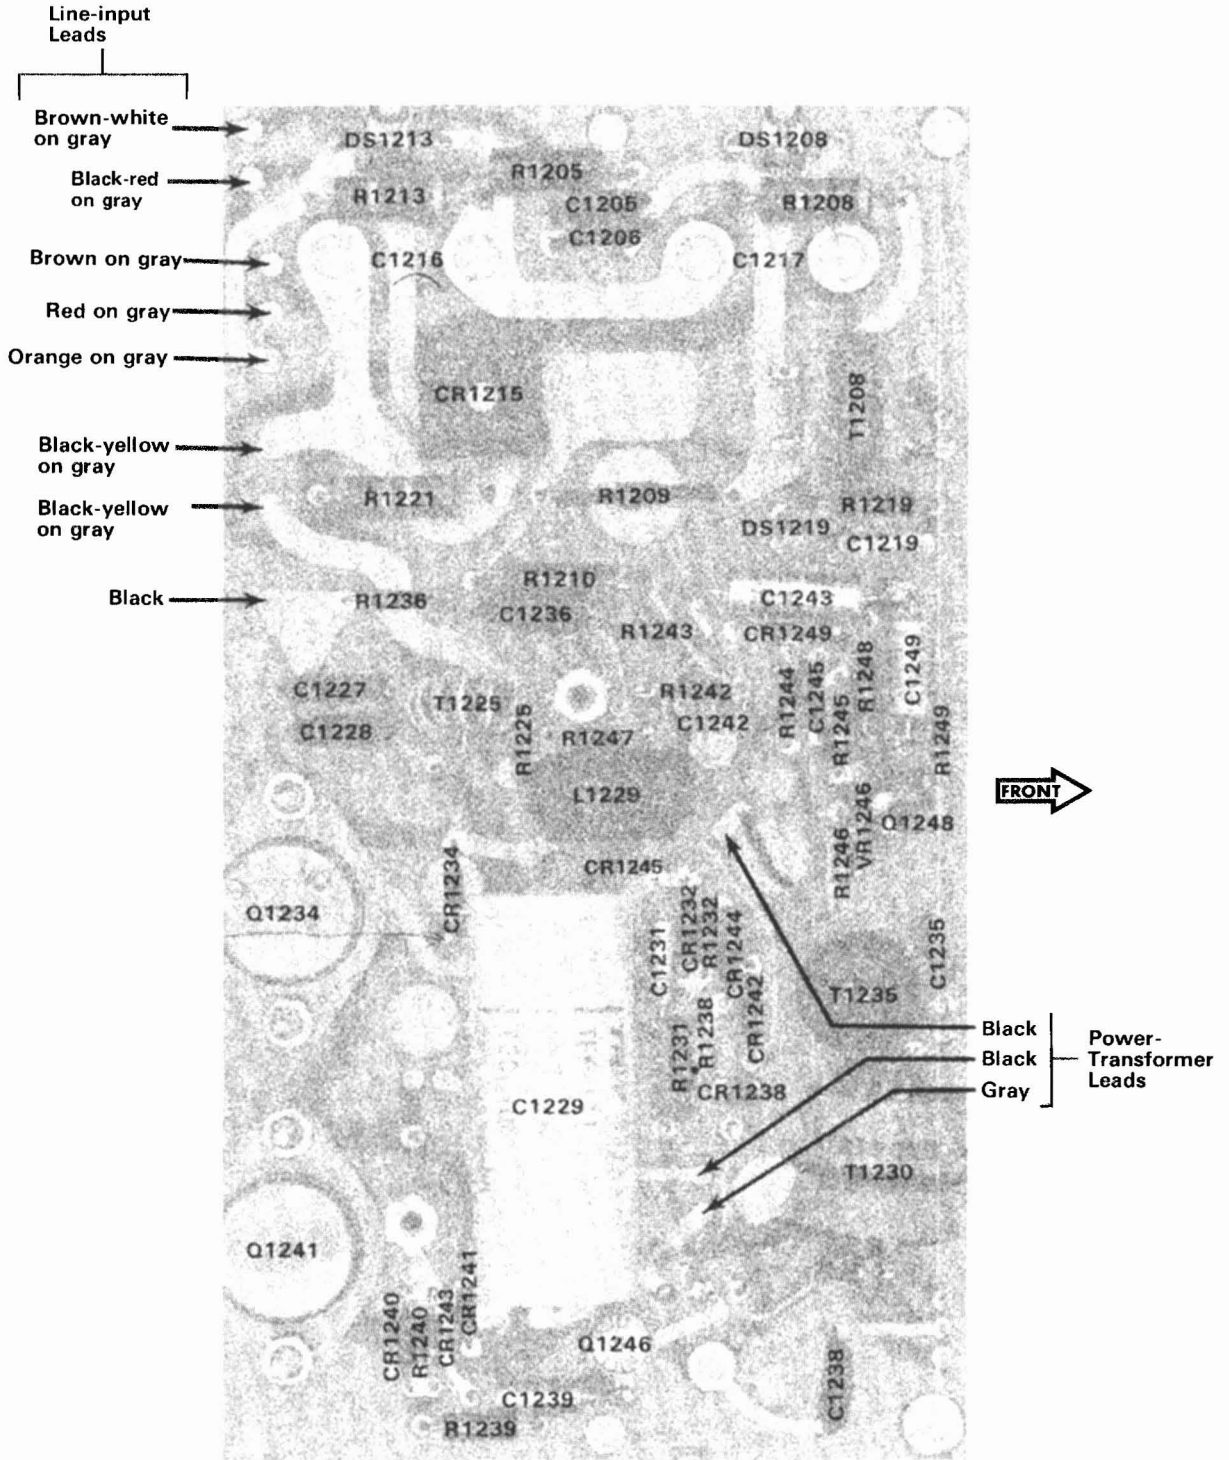 Line-input
Leads
Brown-white
on gray
Black-red
on gray
Brown on gray
Red on gray
Orange on gray
Black-yellow
on gray
Black-yellow
on gray
Black
DS1213
DS1208
R1205
R1213
C1205
R1208
C1206
C1216
C1217
CR1215
T1208
R1221
R1209
R1219
DS1219
C1219
R1210
R1236
C1236
C1243
R1243
CR1249
C1227
T1225
R1242
R1244
C1245
R1248
C1249
C1228
R1225
R1247
C1242
R1245
R1249
L1229
FRONT
VR1246
Q1248
R1246
CR1245
CR1234
Q1234
C1231
CR1232
R1232
CR1244
C1235
T1235
CR1242
R1238
R1231
C1229
CR1238
Black
Black
Gray
Power-
Transformer
Leads
T1230
Q1241
CR1240
R1240
CR1243
CR1241
Q1246
C1238
C1239
R1239